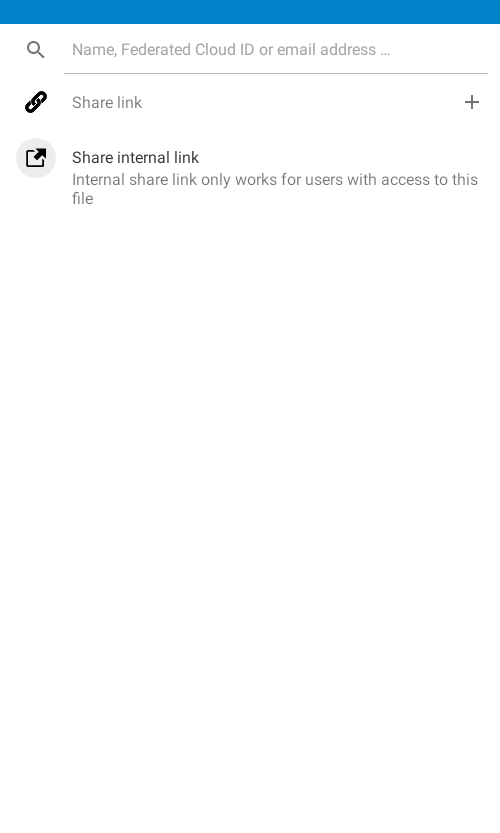 Name, Federated Cloud ID or email address …
Share link
Share internal link
Internal share link only works for users with access to this
file